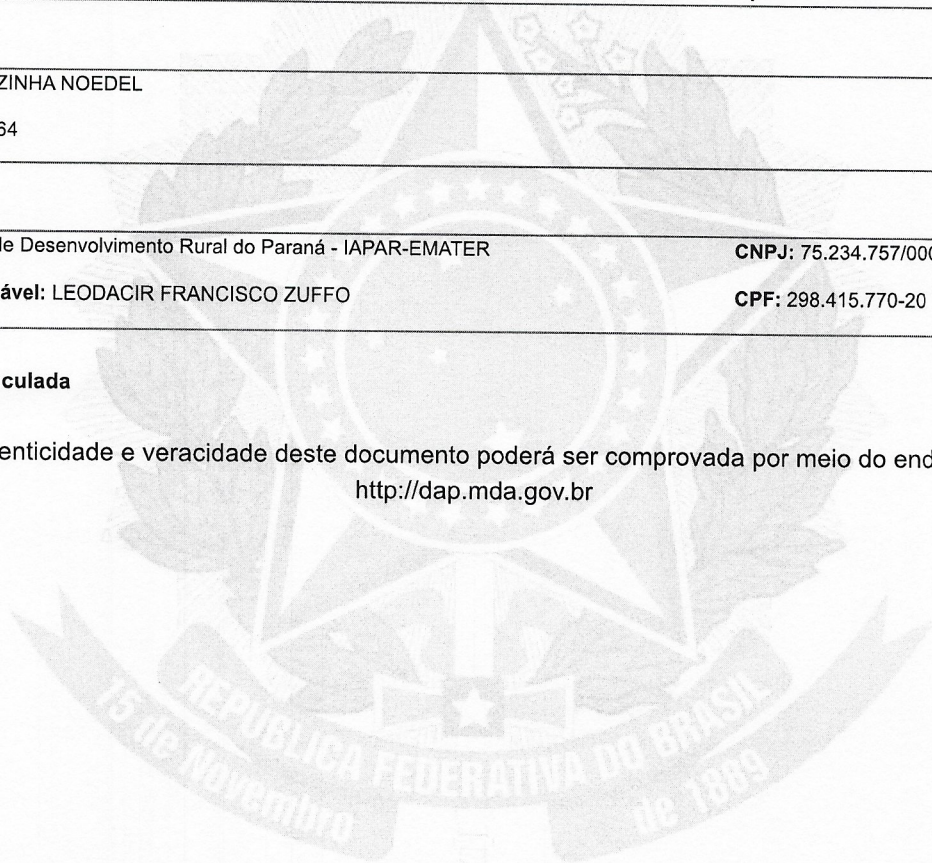 ZINHA NOEDEL
64
de Desenvolvimento Rural do Paraná - IAPAR-EMATER
CNPJ: 75.234.757/000
ável: LEODACIR FRANCISCO ZUFFO
CPF: 298.415.770-20
culada
enticidade e veracidade deste documento poderá ser comprovada por meio do end
http://dap.mda.gov.br
REPUBLICA FEDERATIVA DO BRASIL
15 de Novembro
de 1889